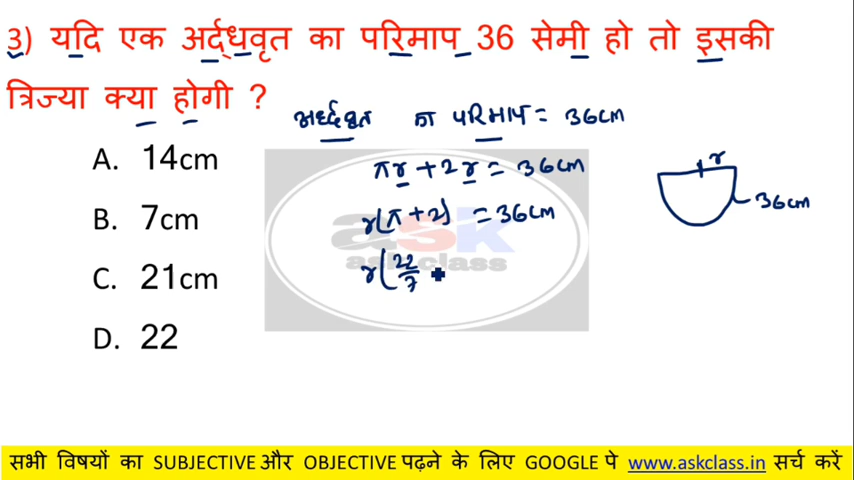 3) यदि एक अर्द्धवृत का परिमाप 36 सेमी हो तो इसकी
त्रिज्या क्या होगी ?
अर्द्धवृत का परिमाप = 36cm
A. 14cm
πr + 2r = 36cm
r
36cm
B. 7cm
r(π+2) = 36cm
ask
askclass
C. 21cm
r(22/7
D. 22
सभी विषयों का SUBJECTIVE और OBJECTIVE पढ़ने के लिए GOOGLE पे www.askclass.in सर्च करें